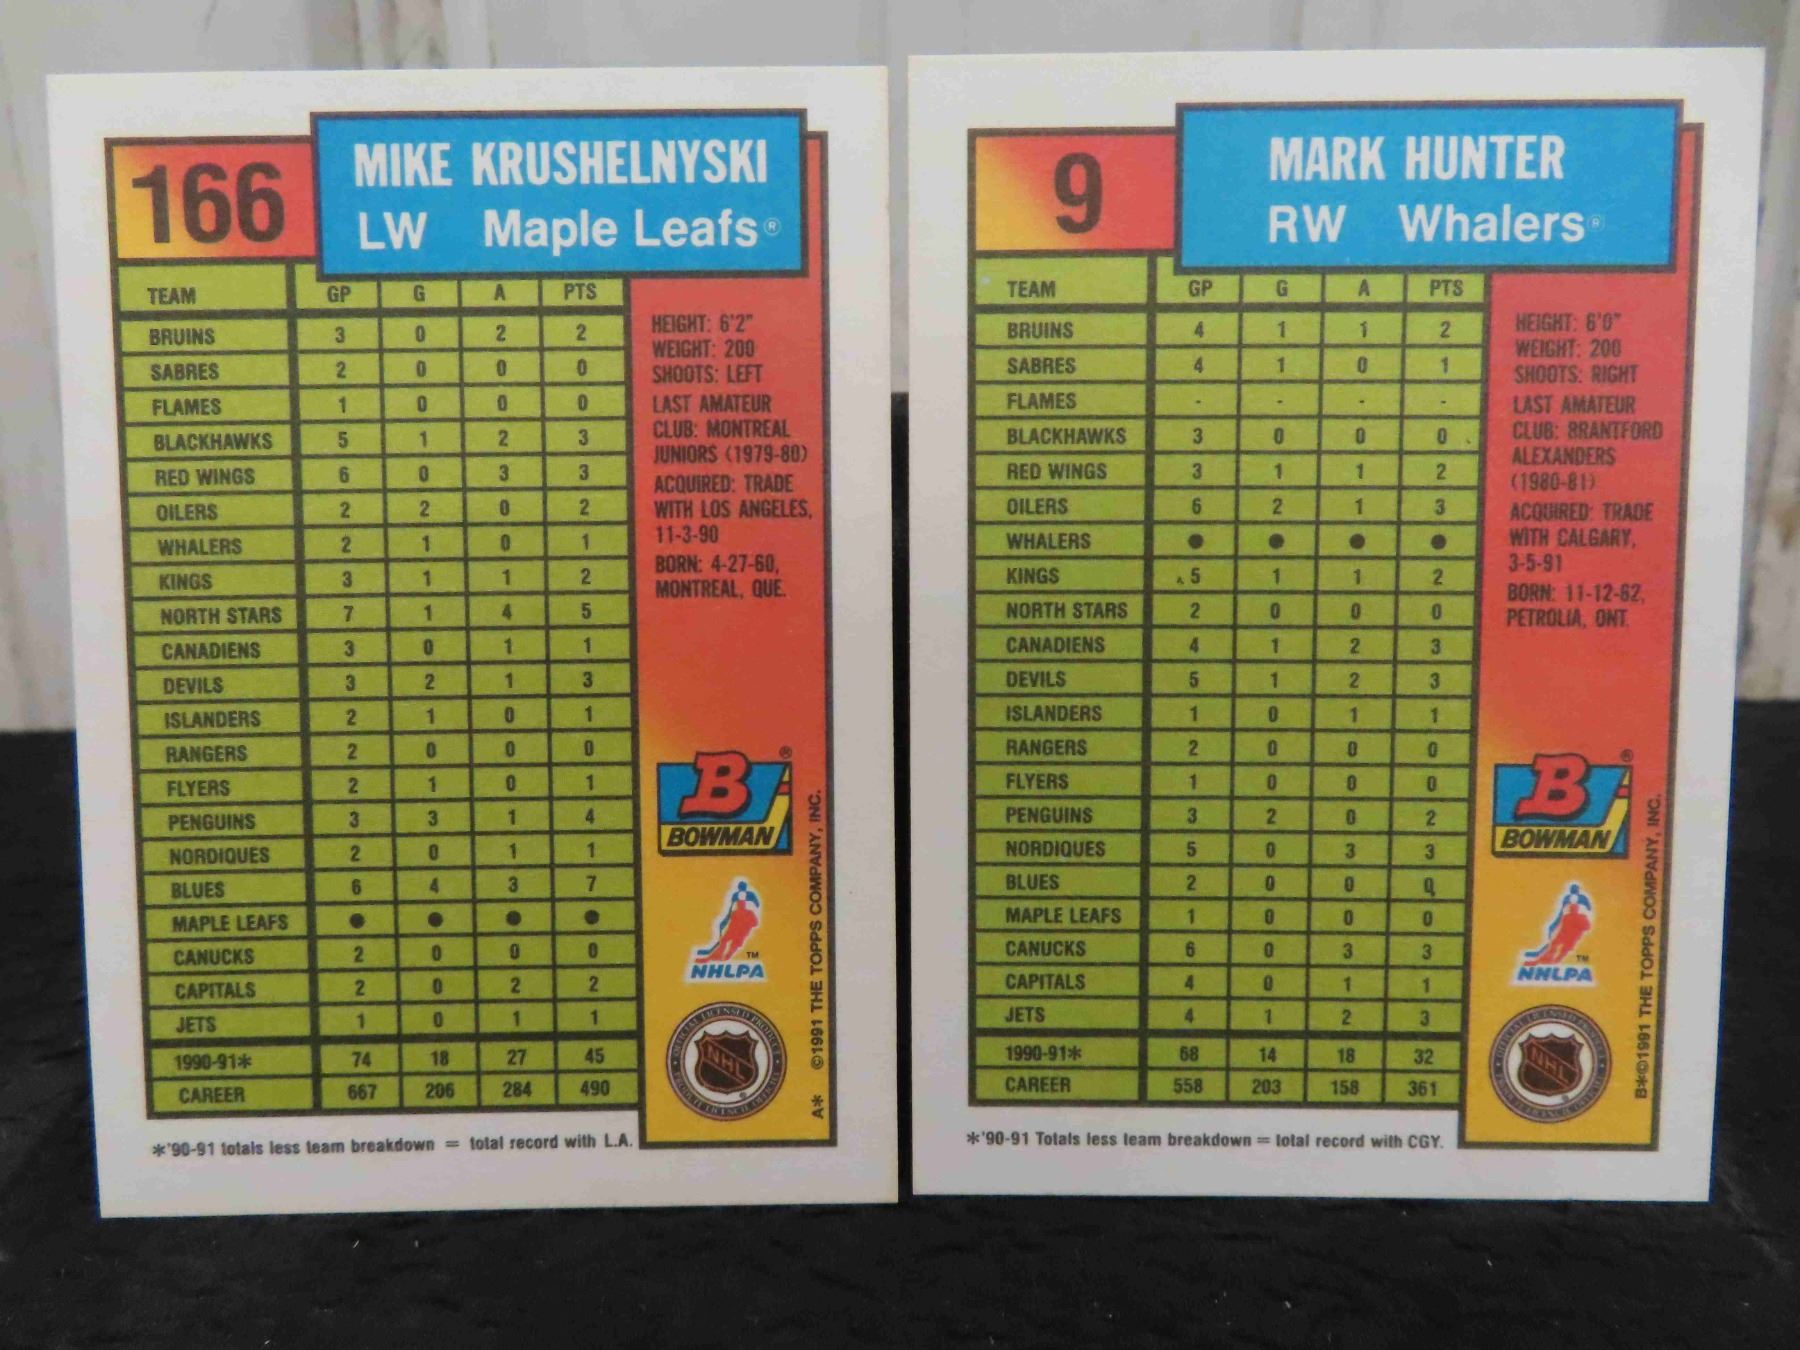 166
MIKE KRUSHELNYSKI
LW Maple Leafs®
TEAM GP G A PTS
BRUINS 3 0 2 2
SABRES 2 0 0 0
FLAMES 1 0 0 0
BLACKHAWKS 5 1 2 3
RED WINGS 6 0 3 3
OILERS 2 2 0 2
WHALERS 2 1 0 1
KINGS 3 1 1 2
NORTH STARS 7 1 4 5
CANADIENS 3 0 1 1
DEVILS 3 2 1 3
ISLANDERS 2 1 0 1
RANGERS 2 0 0 0
FLYERS 2 1 0 1
PENGUINS 3 3 1 4
NORDIQUES 2 0 1 1
BLUES 6 4 3 7
MAPLE LEAFS ● ● ● ●
CANUCKS 2 0 0 0
CAPITALS 2 0 2 2
JETS 1 0 1 1
1990-91* 74 18 27 45
CAREER 667 206 284 490
*'90-91 totals less team breakdown = total record with L.A.
HEIGHT: 6'2"
WEIGHT: 200
SHOOTS: LEFT
LAST AMATEUR
CLUB: MONTREAL
JUNIORS (1979-80)
ACQUIRED: TRADE
WITH LOS ANGELES,
11-3-90
BORN: 4-27-60,
MONTREAL, QUE.
B®
BOWMAN
NHLPA™
OFFICIAL LICENSED PRODUCT
NHL®
A* ©1991 THE TOPPS COMPANY, INC.
9
MARK HUNTER
RW Whalers®
TEAM GP G A PTS
BRUINS 4 1 1 2
SABRES 4 1 0 1
FLAMES - - - -
BLACKHAWKS 3 0 0 0
RED WINGS 3 1 1 2
OILERS 6 2 1 3
WHALERS ● ● ● ●
KINGS 5 1 1 2
NORTH STARS 2 0 0 0
CANADIENS 4 1 2 3
DEVILS 5 1 2 3
ISLANDERS 1 0 1 1
RANGERS 2 0 0 0
FLYERS 1 0 0 0
PENGUINS 3 2 0 2
NORDIQUES 5 0 3 3
BLUES 2 0 0 0
MAPLE LEAFS 1 0 0 0
CANUCKS 6 0 3 3
CAPITALS 4 0 1 1
JETS 4 1 2 3
1990-91* 68 14 18 32
CAREER 558 203 158 361
*'90-91 Totals less team breakdown = total record with CGY.
HEIGHT: 6'0"
WEIGHT: 200
SHOOTS: RIGHT
LAST AMATEUR
CLUB: BRANTFORD
ALEXANDERS
(1980-81)
ACQUIRED: TRADE
WITH CALGARY,
3-5-91
BORN: 11-12-62,
PETROLIA, ONT.
B®
BOWMAN
NHLPA™
OFFICIAL LICENSED PRODUCT
NHL®
B*©1991 THE TOPPS COMPANY, INC.